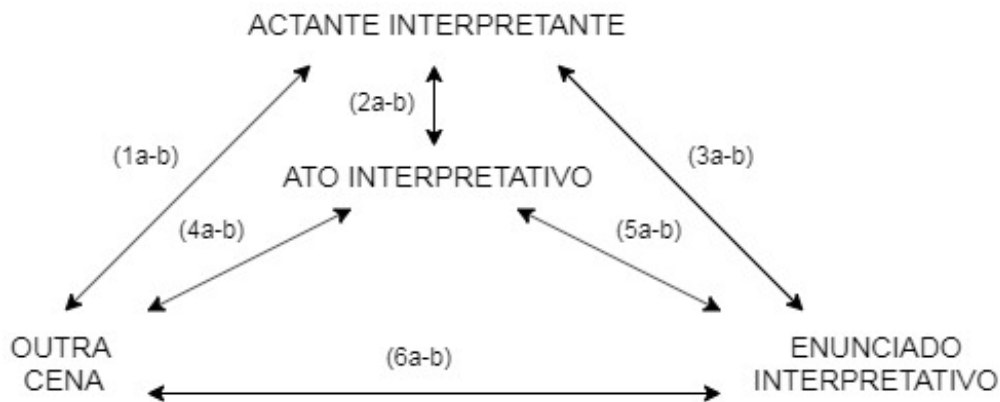 ACTANTE INTERPRETANTE
(2a-b)
(1a-b)
(3a-b)
ATO INTERPRETATIVO
(4a-b)
(5a-b)
OUTRA
CENA
(6a-b)
ENUNCIADO
INTERPRETATIVO